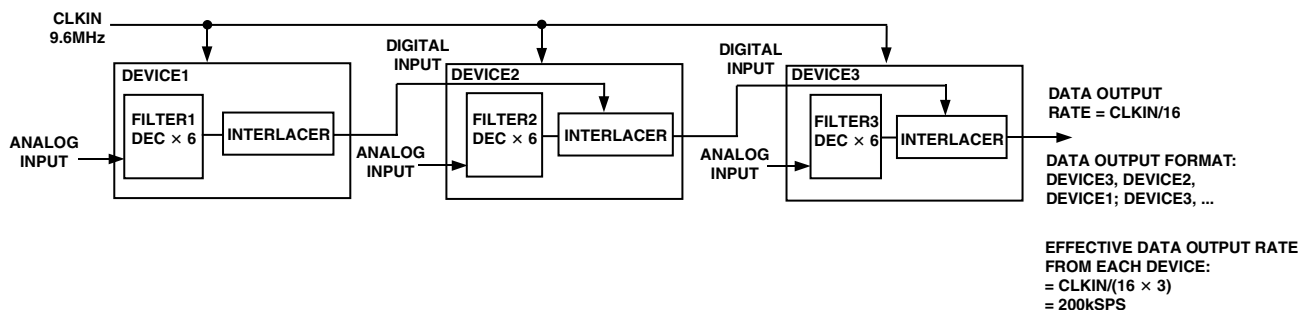 CLKIN
9.6MHz
DIGITAL
INPUT
DIGITAL
INPUT
DEVICE1
DEVICE2
DEVICE3
FILTER1
DEC × 6
INTERLACER
FILTER2
DEC × 6
INTERLACER
FILTER3
DEC × 6
INTERLACER
ANALOG
INPUT
ANALOG
INPUT
ANALOG
INPUT
DATA OUTPUT
RATE = CLKIN/16
DATA OUTPUT FORMAT:
DEVICE3, DEVICE2,
DEVICE1; DEVICE3, ...
EFFECTIVE DATA OUTPUT RATE
FROM EACH DEVICE:
= CLKIN/(16 × 3)
= 200kSPS